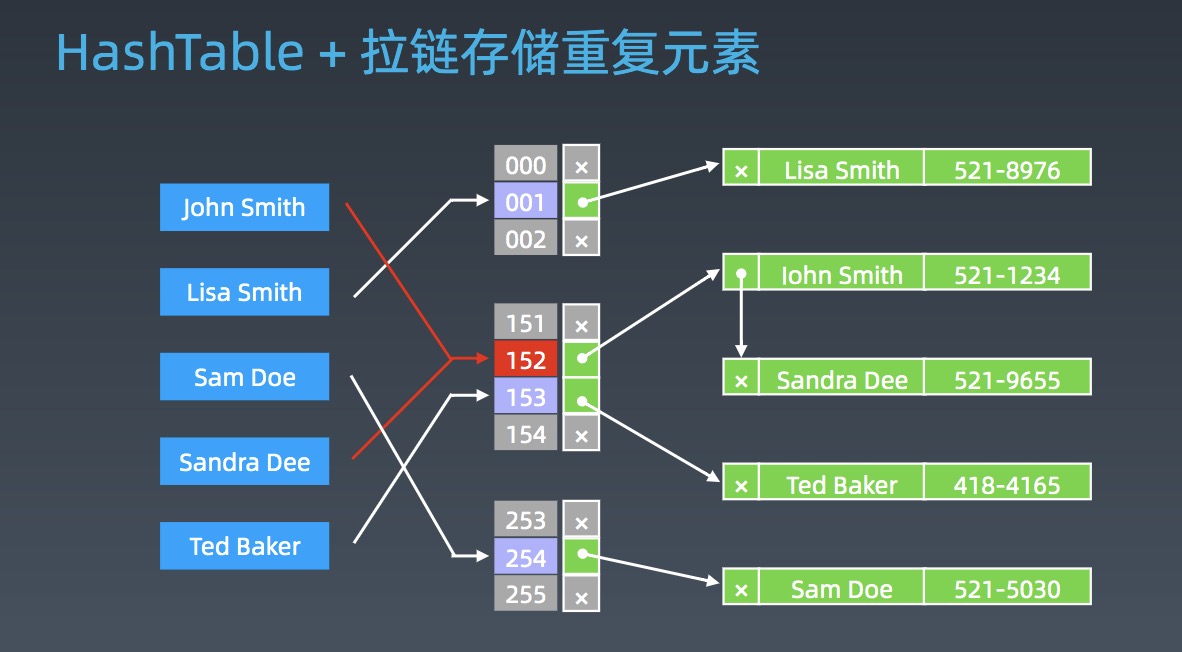 HashTable + 拉链存储重复元素
John Smith
Lisa Smith
Sam Doe
Sandra Dee
Ted Baker
000 ×
001
002 ×
151 ×
152
153
154 ×
253 ×
254
255 ×
× Lisa Smith 521-8976
Iohn Smith 521-1234
× Sandra Dee 521-9655
× Ted Baker 418-4165
× Sam Doe 521-5030